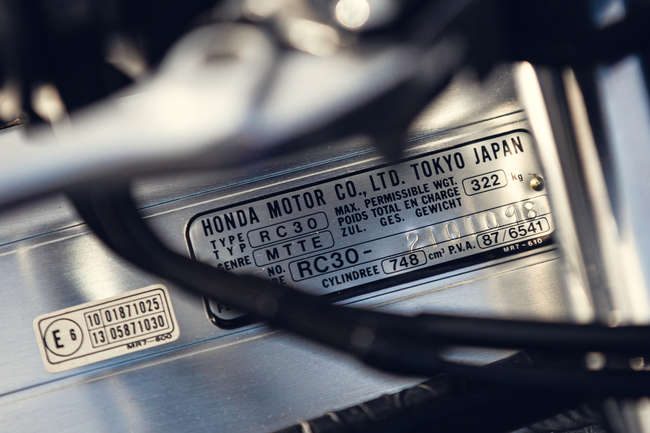 HONDA MOTOR CO., LTD. TOKYO JAPAN
TYPE RC30 MAX. PERMISSIBLE WGT. 322 kg
TYP POIDS TOTAL EN CHARGE
GENRE MTTE ZUL. GES. GEWICHT
NO. RC30-
CYLINDREE 748 cm³ P.V.A. 87/6541
MR7-610
E6 10 01871025
13 05871030
MR7-600